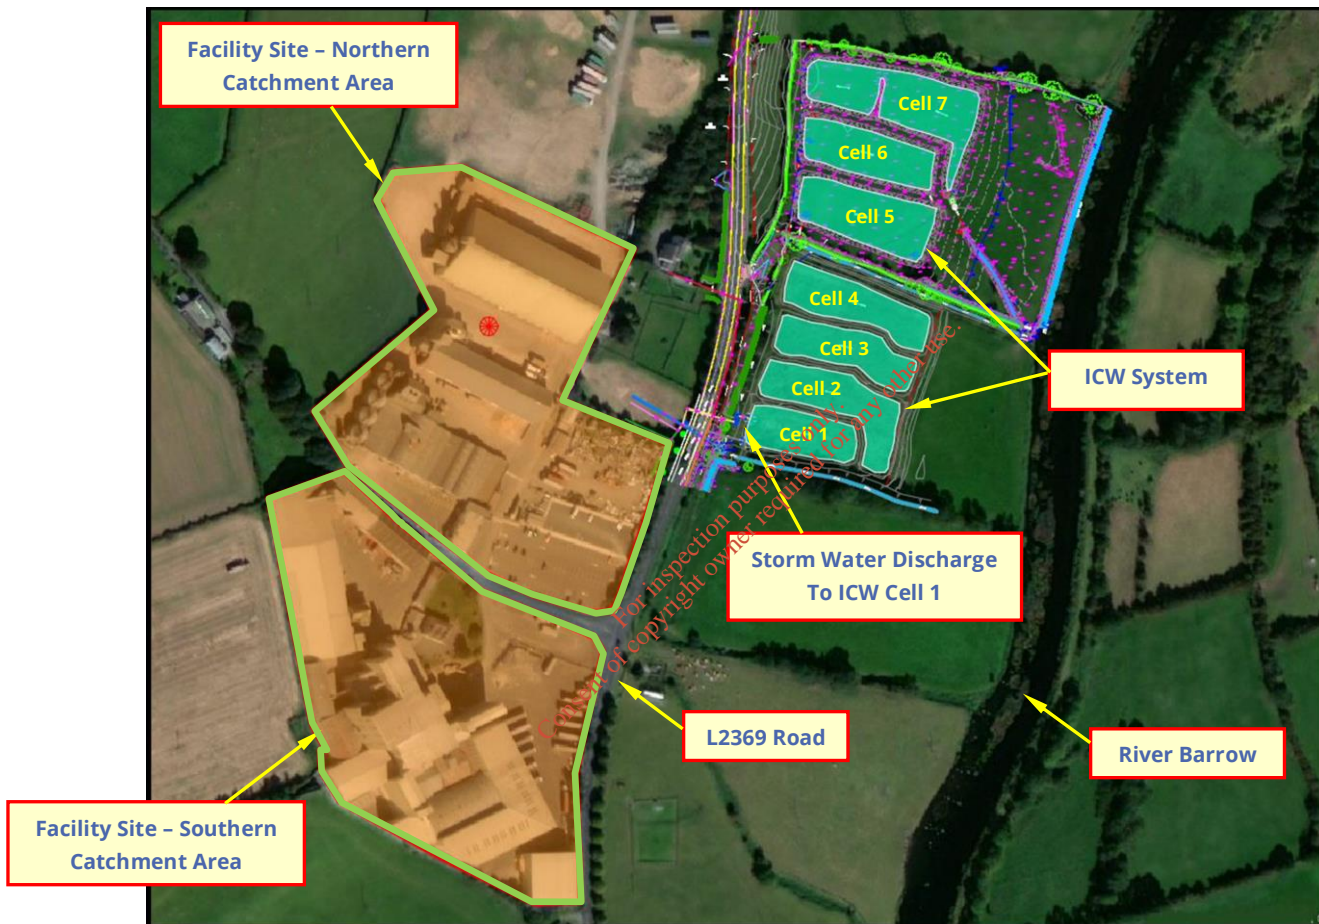 Facility Site – Northern
Catchment Area
Cell 7
Cell 6
Cell 5
Cell 4
Cell 3
Cell 2
Cell 1
ICW System
Storm Water Discharge
To ICW Cell 1
L2369 Road
River Barrow
Facility Site – Southern
Catchment Area
For inspection purposes only.
Consent of copyright owner required for any other use.